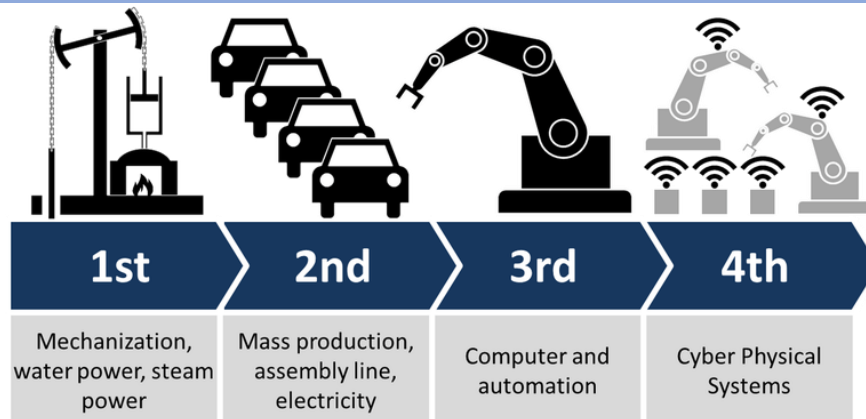 1st
2nd
3rd
4th
Mechanization,
water power, steam
power
Mass production,
assembly line,
electricity
Computer and
automation
Cyber Physical
Systems